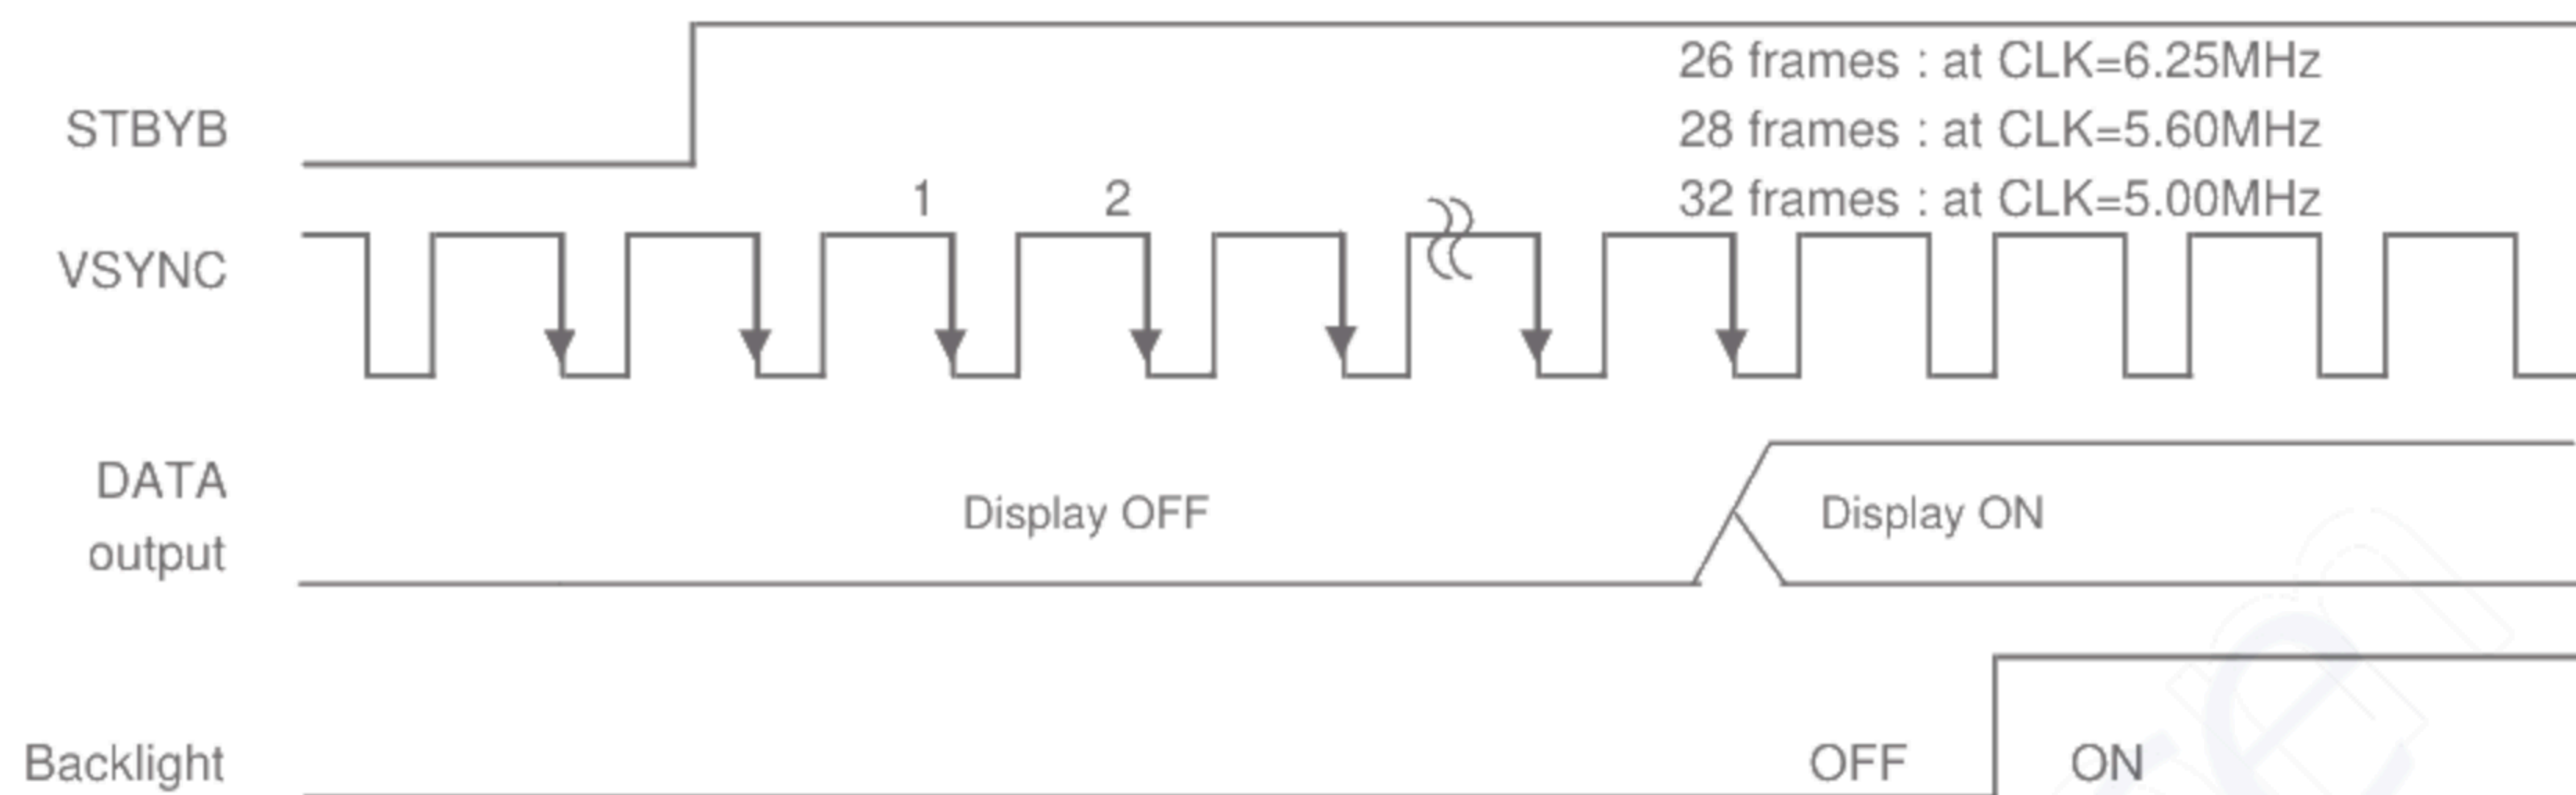 26 frames : at CLK=6.25MHz
STBYB
28 frames : at CLK=5.60MHz
1 2
32 frames : at CLK=5.00MHz
VSYNC
DATA
output
Display OFF
Display ON
Backlight
OFF
ON